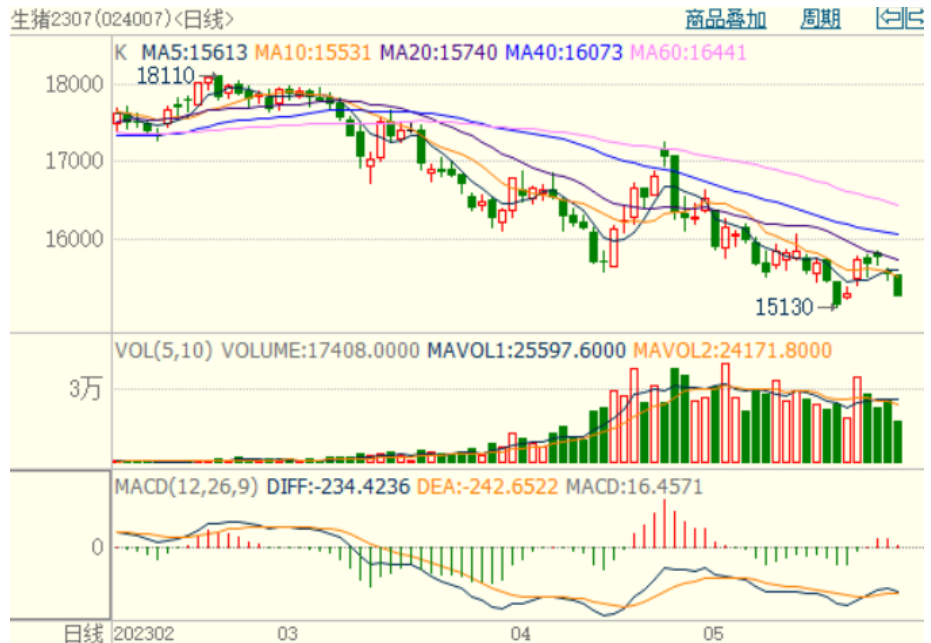 生猪2307(024007)<日线> 商品叠加 周期
K MA5:15613 MA10:15531 MA20:15740 MA40:16073 MA60:16441
18110
18000
17000
16000
15130
VOL(5,10) VOLUME:17408.0000 MAVOL1:25597.6000 MAVOL2:24171.8000
3万
MACD(12,26,9) DIFF:-234.4236 DEA:-242.6522 MACD:16.4571
0
日线 202302 03 04 05